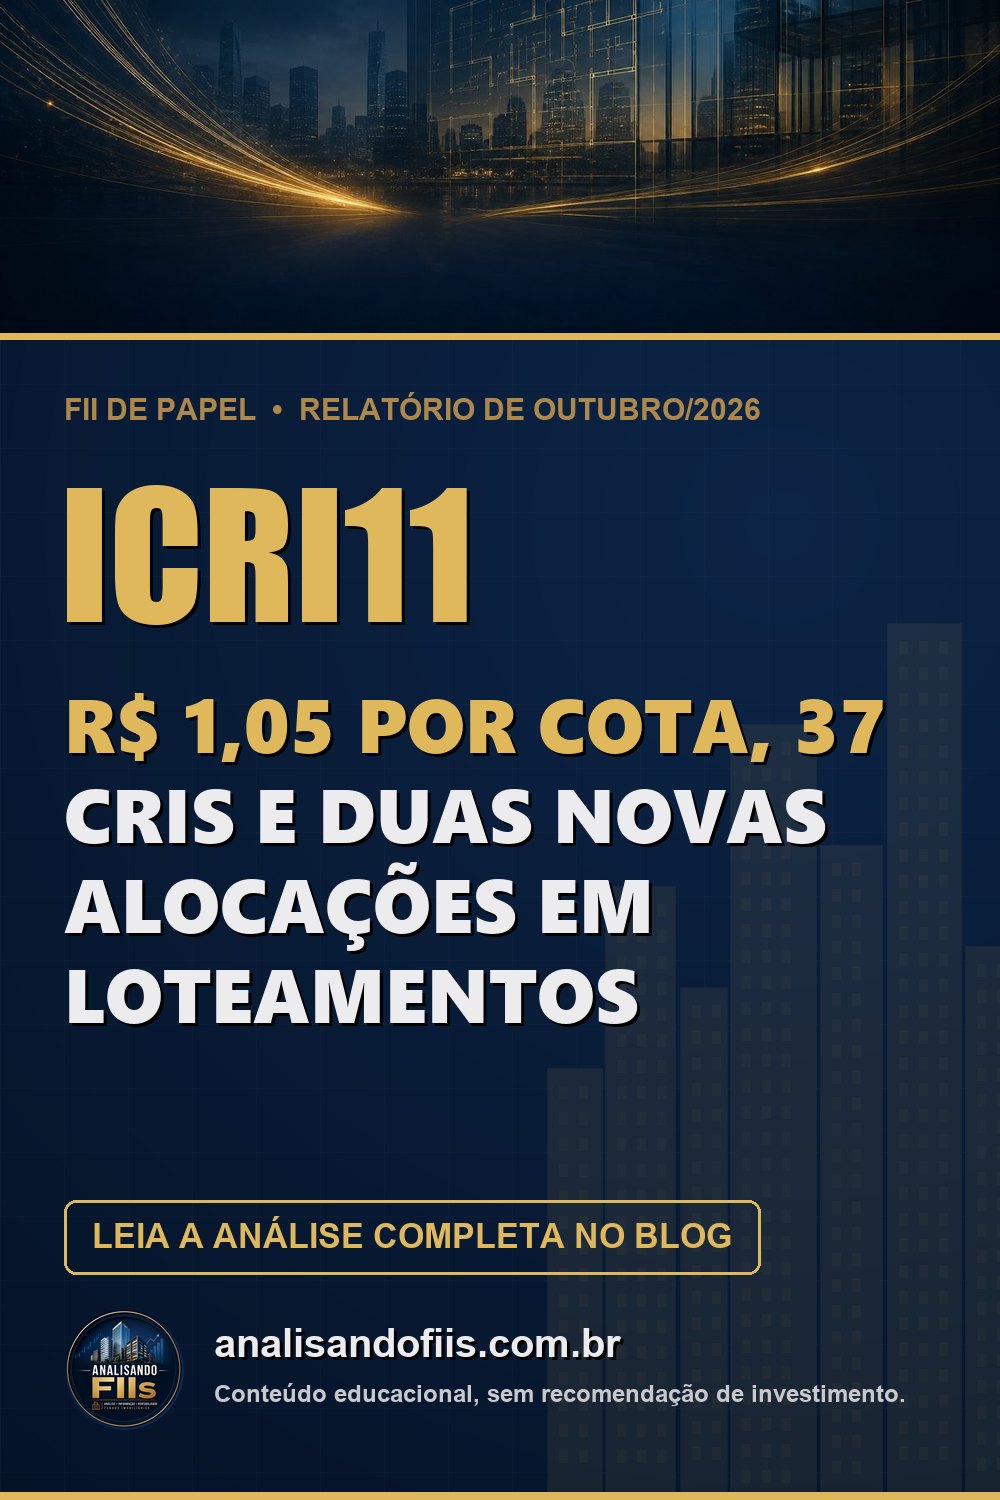 FII DE PAPEL • RELATÓRIO DE OUTUBRO/2026
ICRI11
R$ 1,05 POR COTA, 37
CRIS E DUAS NOVAS
ALOCAÇÕES EM
LOTEAMENTOS
LEIA A ANÁLISE COMPLETA NO BLOG
ANALISANDO
FIIs
analisandofiis.com.br
Conteúdo educacional, sem recomendação de investimento.